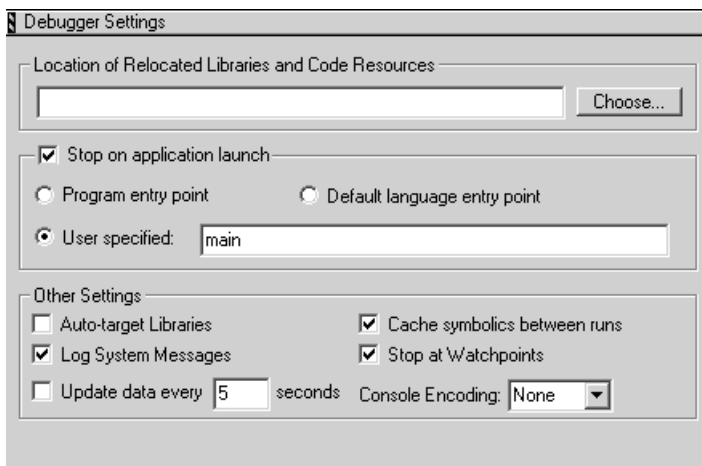 Debugger Settings
Location of Relocated Libraries and Code Resources
Choose...
Stop on application launch
Program entry point Default language entry point
User specified: main
Other Settings
Auto-target Libraries Cache symbolics between runs
Log System Messages Stop at Watchpoints
Update data every 5 seconds Console Encoding: None